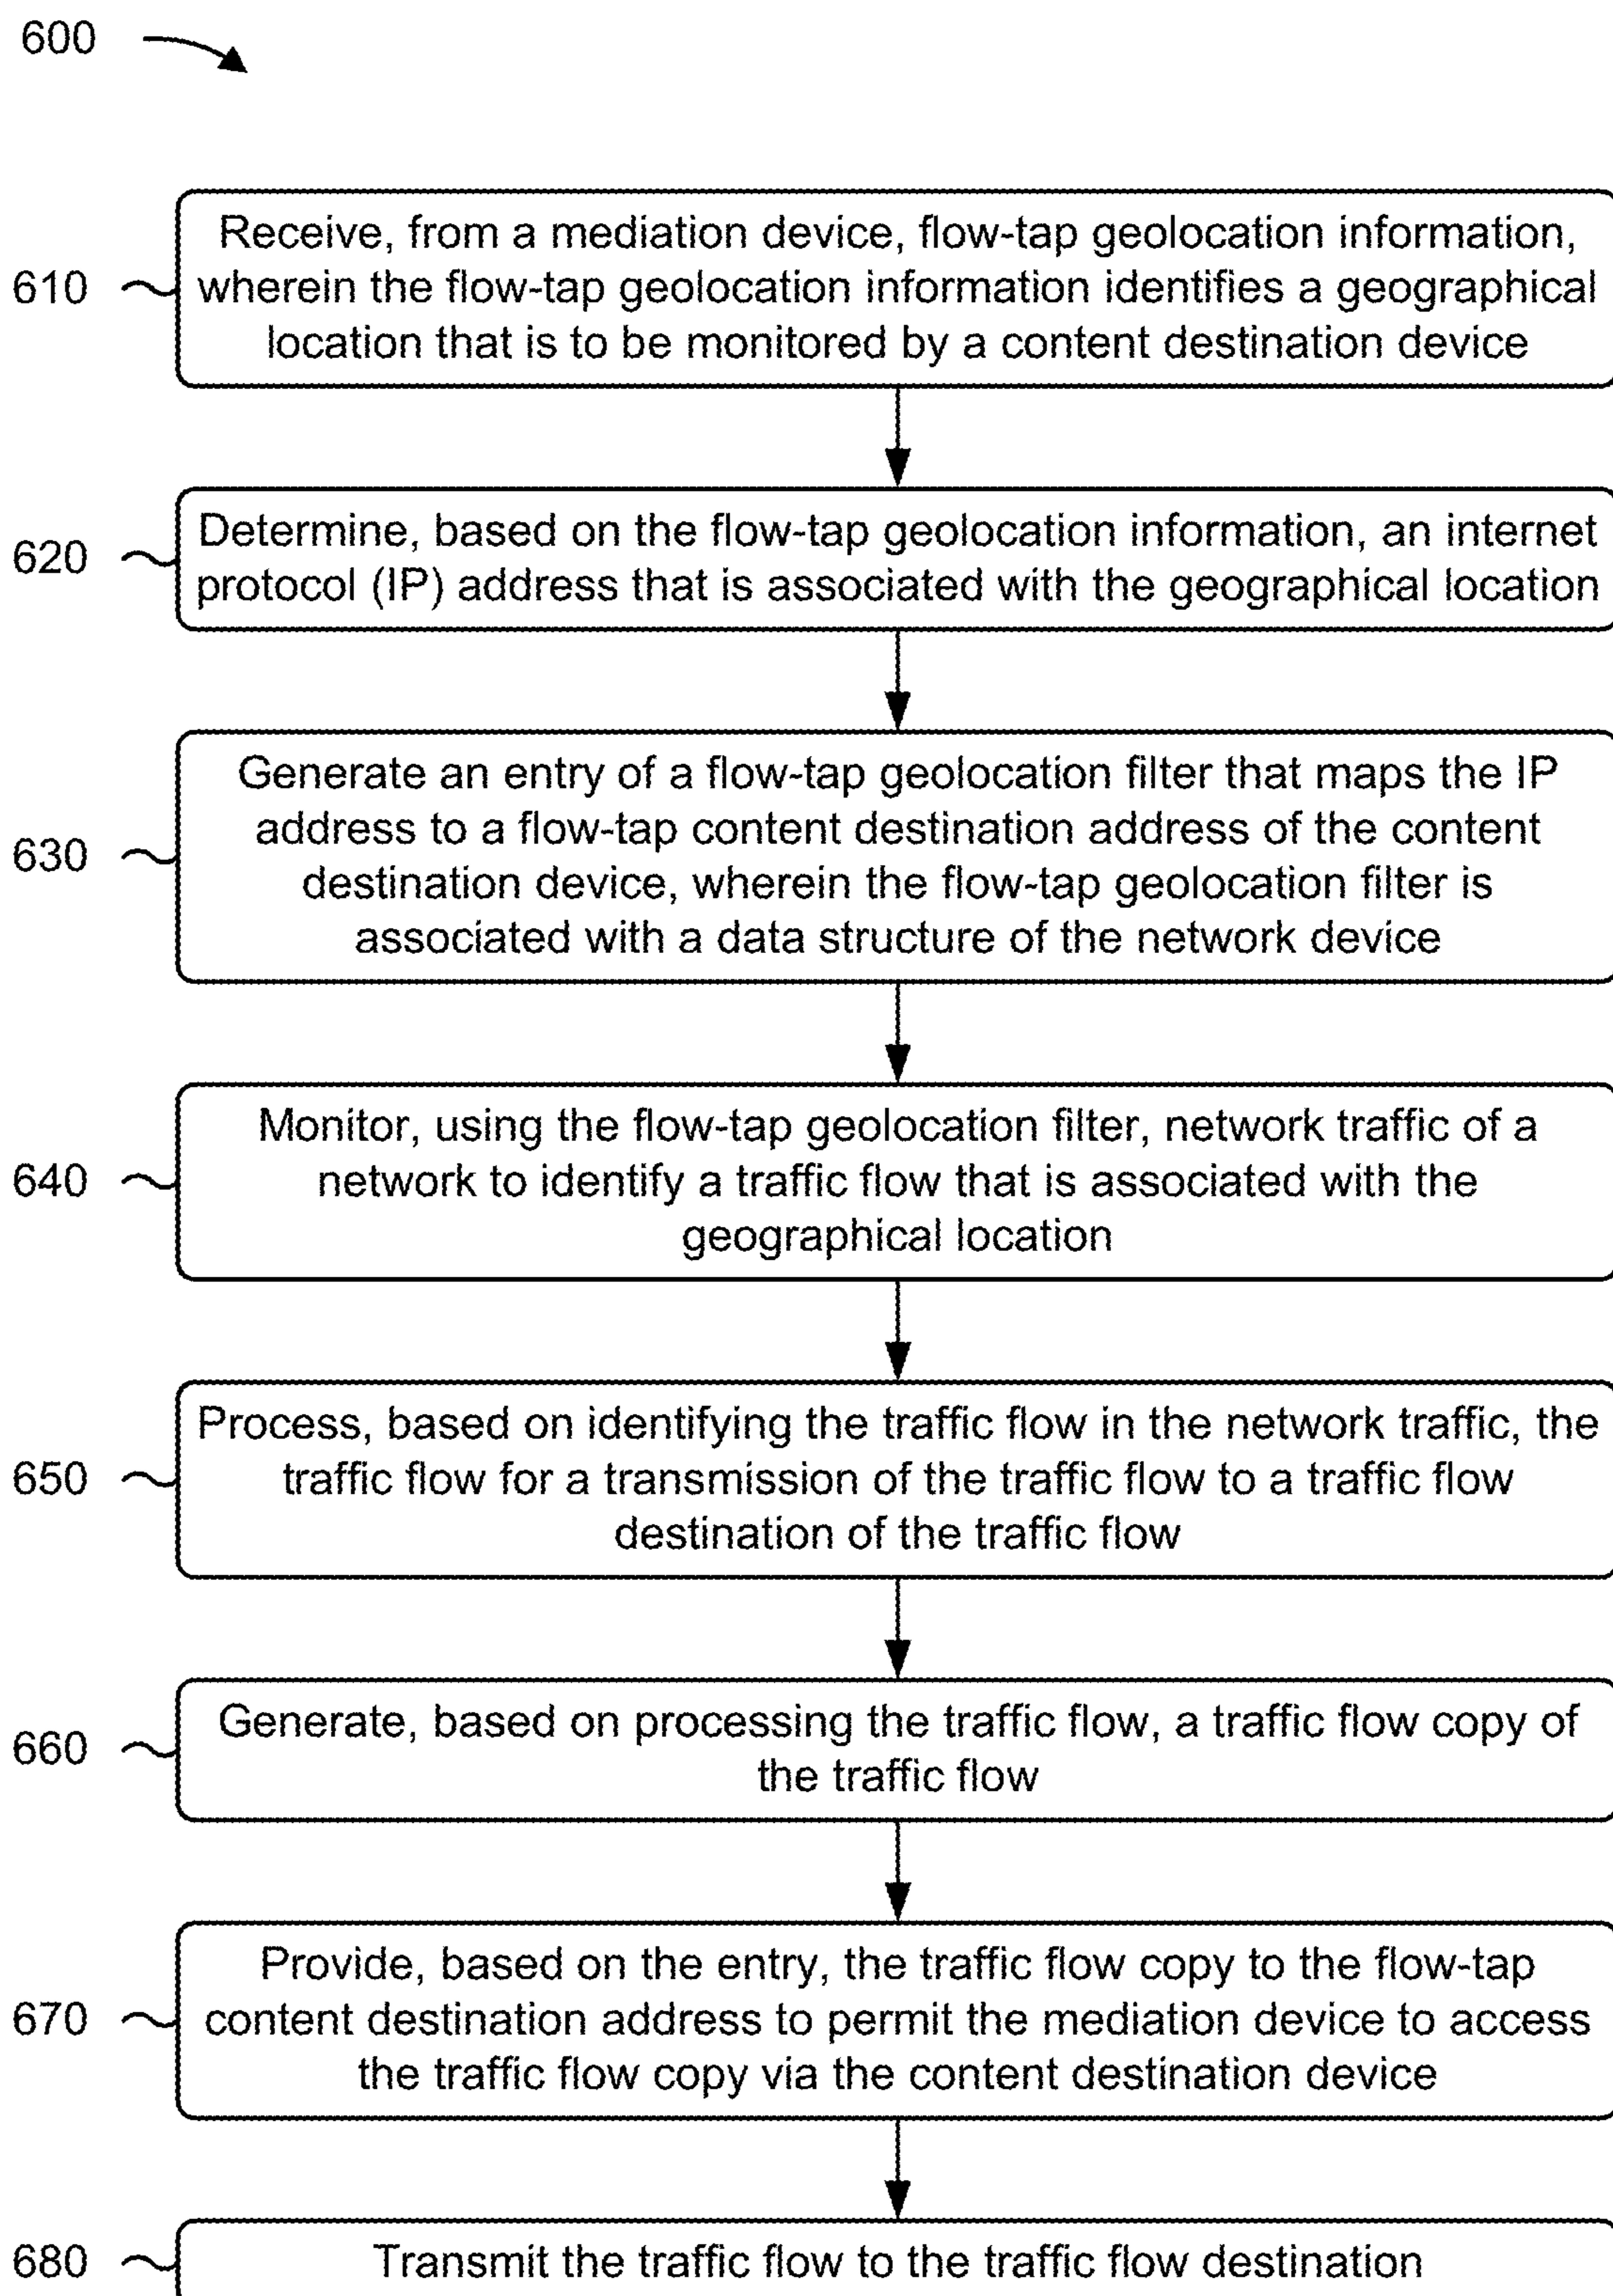 600
610
Receive, from a mediation device, flow-tap geolocation information,
wherein the flow-tap geolocation information identifies a geographical
location that is to be monitored by a content destination device
620
Determine, based on the flow-tap geolocation information, an internet
protocol (IP) address that is associated with the geographical location
630
Generate an entry of a flow-tap geolocation filter that maps the IP
address to a flow-tap content destination address of the content
destination device, wherein the flow-tap geolocation filter is
associated with a data structure of the network device
640
Monitor, using the flow-tap geolocation filter, network traffic of a
network to identify a traffic flow that is associated with the
geographical location
650
Process, based on identifying the traffic flow in the network traffic, the
traffic flow for a transmission of the traffic flow to a traffic flow
destination of the traffic flow
660
Generate, based on processing the traffic flow, a traffic flow copy of
the traffic flow
670
Provide, based on the entry, the traffic flow copy to the flow-tap
content destination address to permit the mediation device to access
the traffic flow copy via the content destination device
680
Transmit the traffic flow to the traffic flow destination